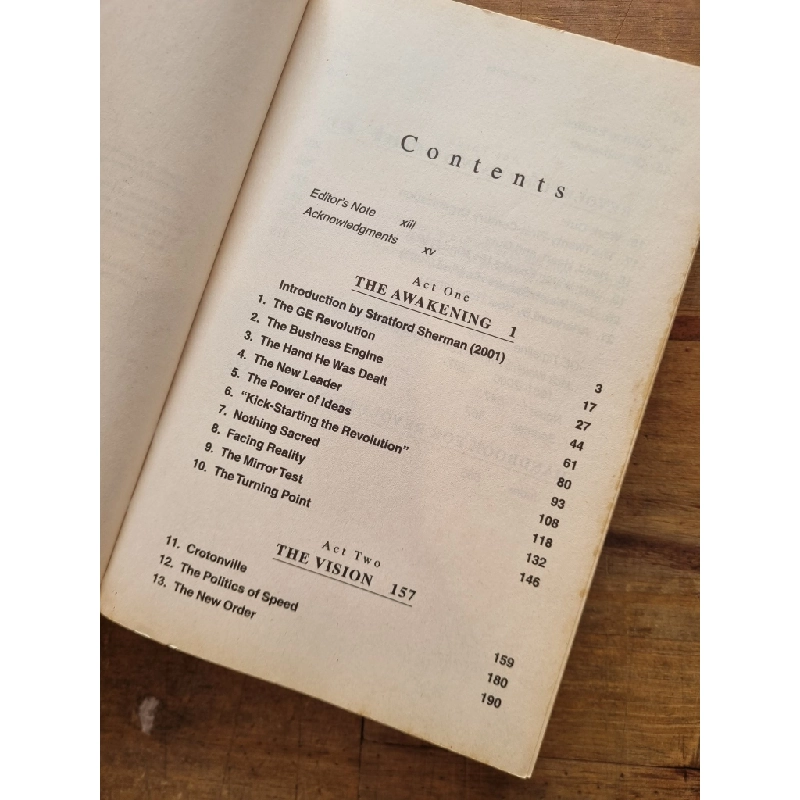 Contents
Editor's Note xiii
Acknowledgments xv
Act One
THE AWAKENING 1
Introduction by Stratford Sherman (2001) 3
1. The GE Revolution 17
2. The Business Engine 27
3. The Hand He Was Dealt 44
4. The New Leader 61
5. The Power of Ideas 80
6. "Kick-Starting the Revolution" 93
7. Nothing Sacred 108
8. Facing Reality 118
9. The Mirror Test 132
10. The Turning Point 146
Act Two
THE VISION 157
11. Crotonville 159
12. The Politics of Speed 180
13. The New Order 190